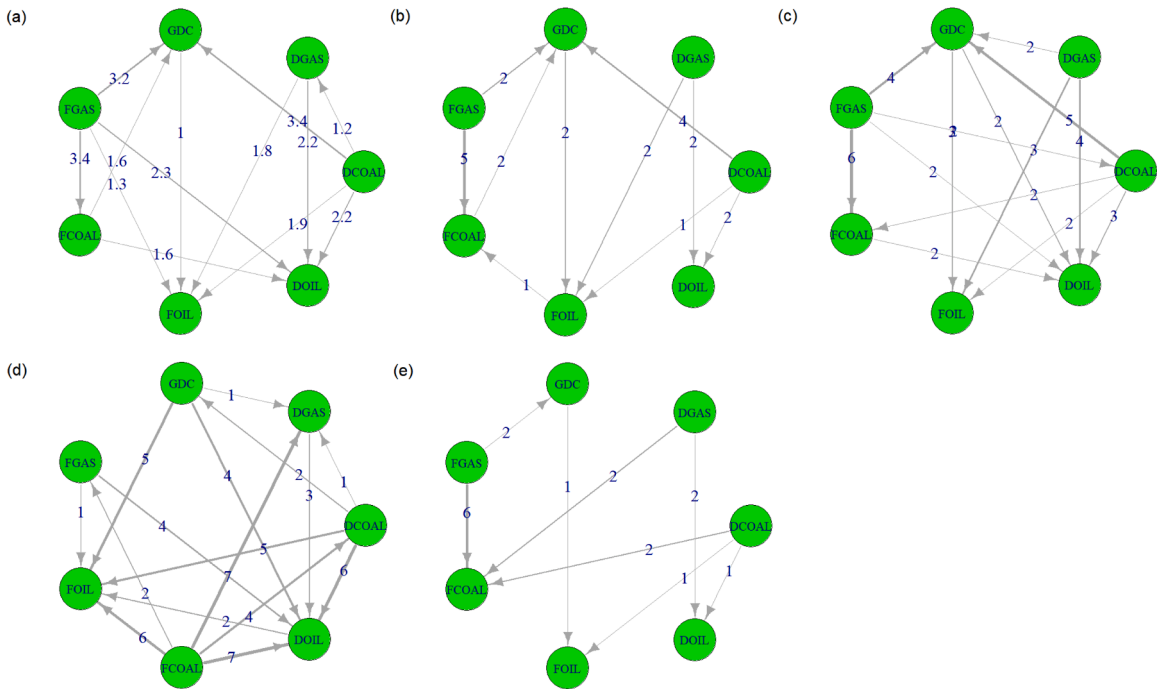 (a)
GDC
DGAS
3.2
FGAS
3.4
1.2
1
3.4
2.2
1.8
1.6
2.3
1.3
DCOAL
1.9
2.2
FCOAL
1.6
DOIL
FOIL
(b)
GDC
DGAS
2
FGAS
4
2
2
5
2
2
DCOAL
2
1
FCOAL
1
DOIL
FOIL
(c)
GDC
2
DGAS
4
FGAS
5
2
3
4
6
2
2
DCOAL
2
2
3
FCOAL
2
DOIL
FOIL
(d)
GDC
1
DGAS
FGAS
5
4
2
1
3
1
4
DCOAL
5
6
7
FOIL
2
2
4
6
7
DOIL
FCOAL
(e)
GDC
DGAS
2
FGAS
2
1
2
6
DCOAL
2
1
1
FCOAL
DOIL
FOIL